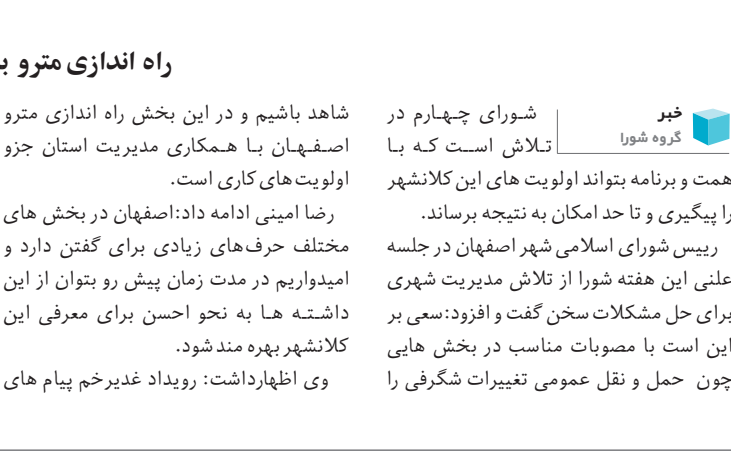 راه اندازی مترو
خبر
گروه شورا
شورای چهارم در
تلاش است که با
همت و برنامه بتواند اولویت های این کلانشهر
را پیگیری و تا حد امکان به نتیجه برساند.
رییس شورای اسلامی شهر اصفهان در جلسه
علنی این هفته شورا از تلاش مدیریت شهری
برای حل مشکلات سخن گفت و افزود:سعی بر
این است با مصوبات مناسب در بخش هایی
چون حمل و نقل عمومی تغییرات شگرفی را
شاهد باشیم و در این بخش راه اندازی مترو
اصفهان با همکاری مدیریت استان جزو
اولویت‌های کاری است.
رضا امینی ادامه داد:اصفهان در بخش های
مختلف حرف‌های زیادی برای گفتن دارد و
امیدواریم در مدت زمان پیش رو بتوان از این
داشته ها به نحو احسن برای معرفی این
کلانشهر بهره مند شود.
وی اظهارداشت: رویداد غدیرخم پیام های